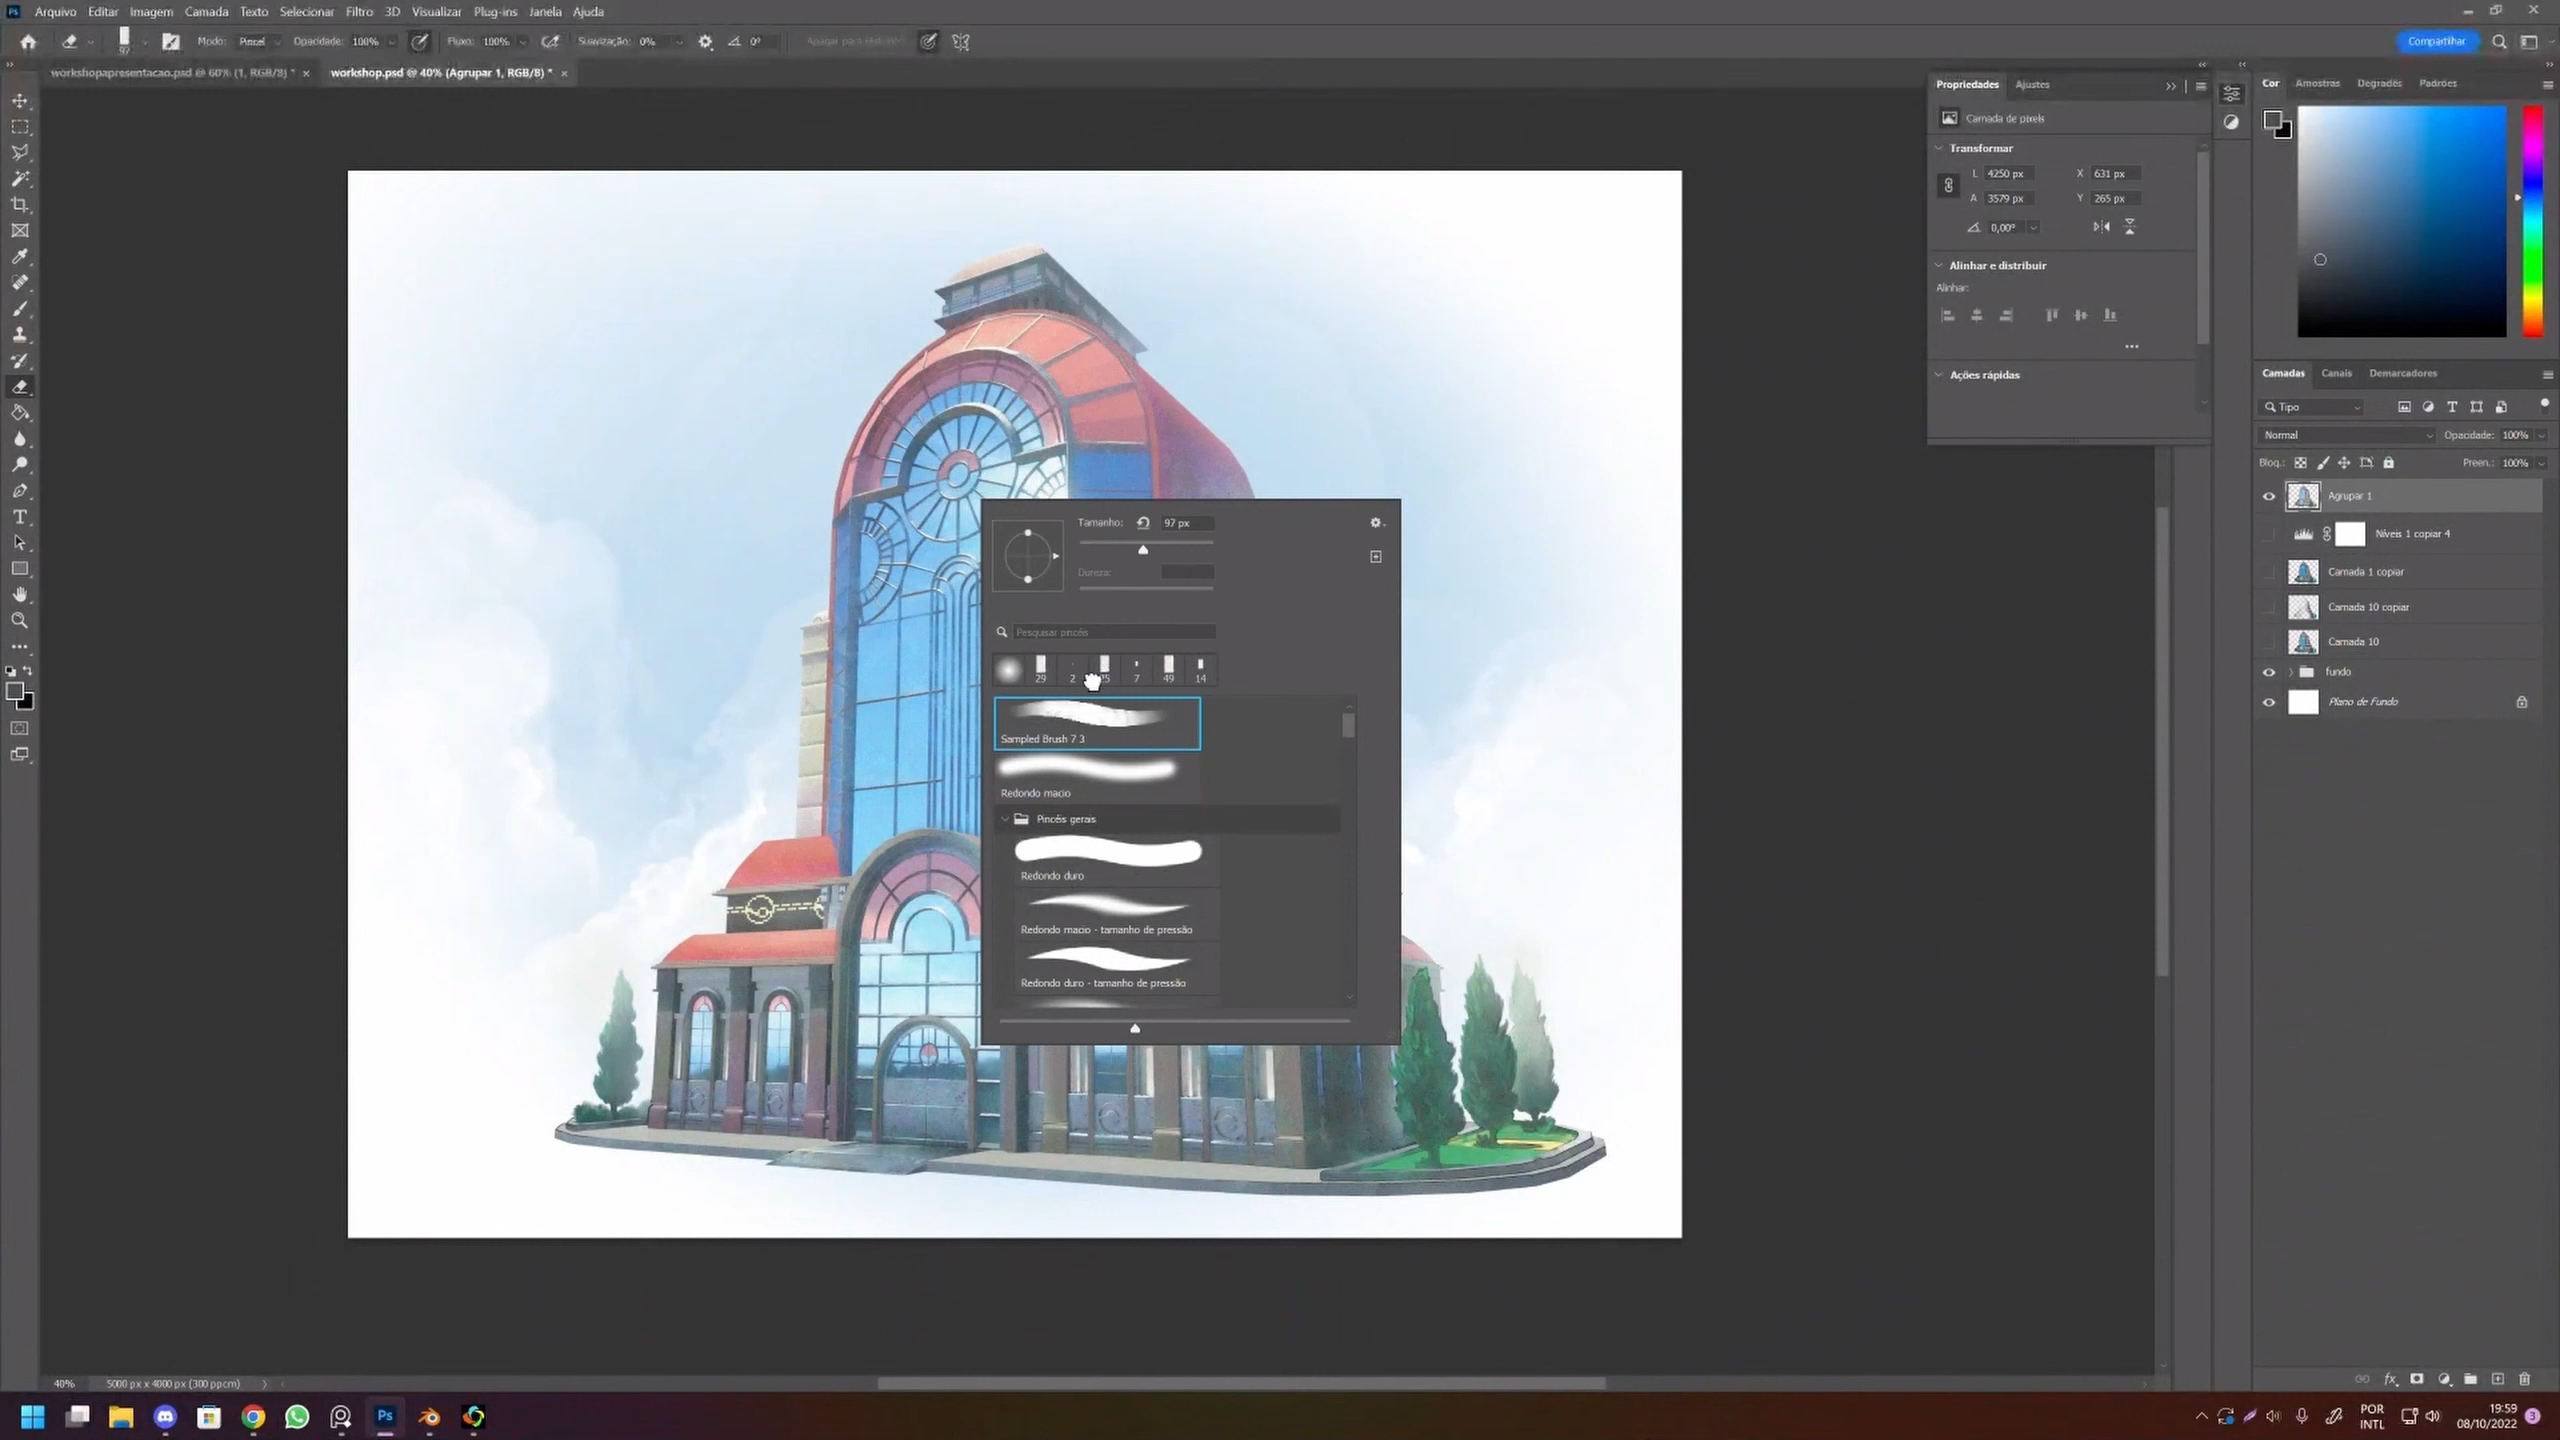 Arquivo Editar Imagem Camada Texto Selecionar Filtro 3D Visualizar Plug-ins Janela Ajuda
97 Modo: Pincel Opacidade: 100% Fluxo: 100% Suavização: 0% 0°
Compartilhar
workshopapresentacao.psd @ 60% (1, RGB/8) * ×
workshop.psd @ 40% (Agrupar 1, RGB/8) * ×
Propriedades Ajustes
Camada de pixels
Transformar
L 4250 px X 631 px
A 3579 px Y 265 px
0,00°
Alinhar e distribuir
Alinhar:
Ações rápidas
Cor Amostras Degradês Padrões
Camadas Canais Demarcadores
Tipo
Normal Opacidade: 100%
Bloq.: Preen.: 100%
Agrupar 1
Níveis 1 copiar 4
Camada 1 copiar
Camada 10 copiar
Camada 10
fundo
Plano de Fundo
Tamanho: 97 px
Dureza:
Pesquisar pincéis
29 2 7 49 14
Sampled Brush 7 3
Redondo macio
Pincéis gerais
Redondo duro
Redondo macio - tamanho de pressão
Redondo duro - tamanho de pressão
40% 5000 px x 4000 px (300 ppcm)
Ps
POR
INTL
19:59
08/10/2022
3